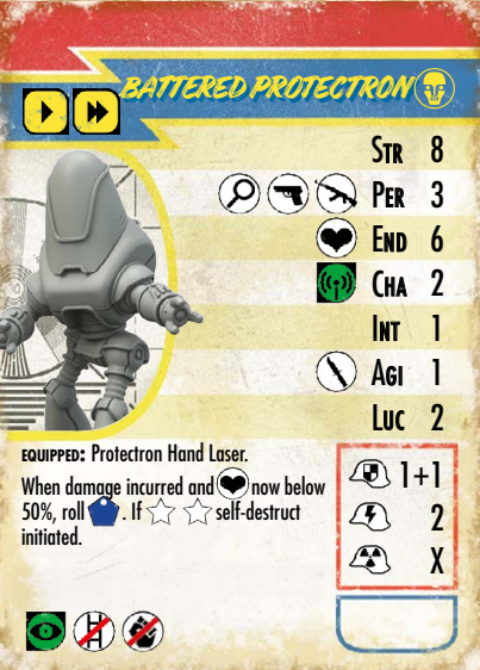 BATTERED PROTECTRON
STR 8
PER 3
END 6
CHA 2
INT 1
AGI 1
LUC 2
EQUIPPED: Protectron Hand Laser.
When damage incurred and now below
50%, roll . If self-destruct
initiated.
1+1
2
X